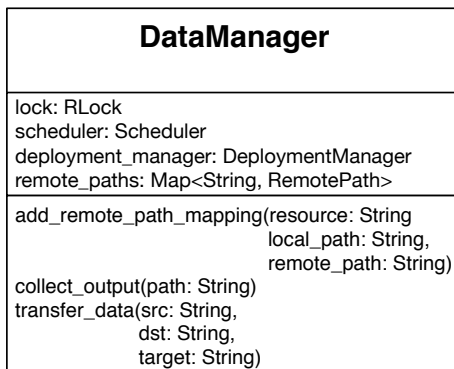 DataManager
lock: RLock
scheduler: Scheduler
deployment_manager: DeploymentManager
remote_paths: Map<String, RemotePath>
add_remote_path_mapping(resource: String
local_path: String,
remote_path: String)
collect_output(path: String)
transfer_data(src: String,
dst: String,
target: String)